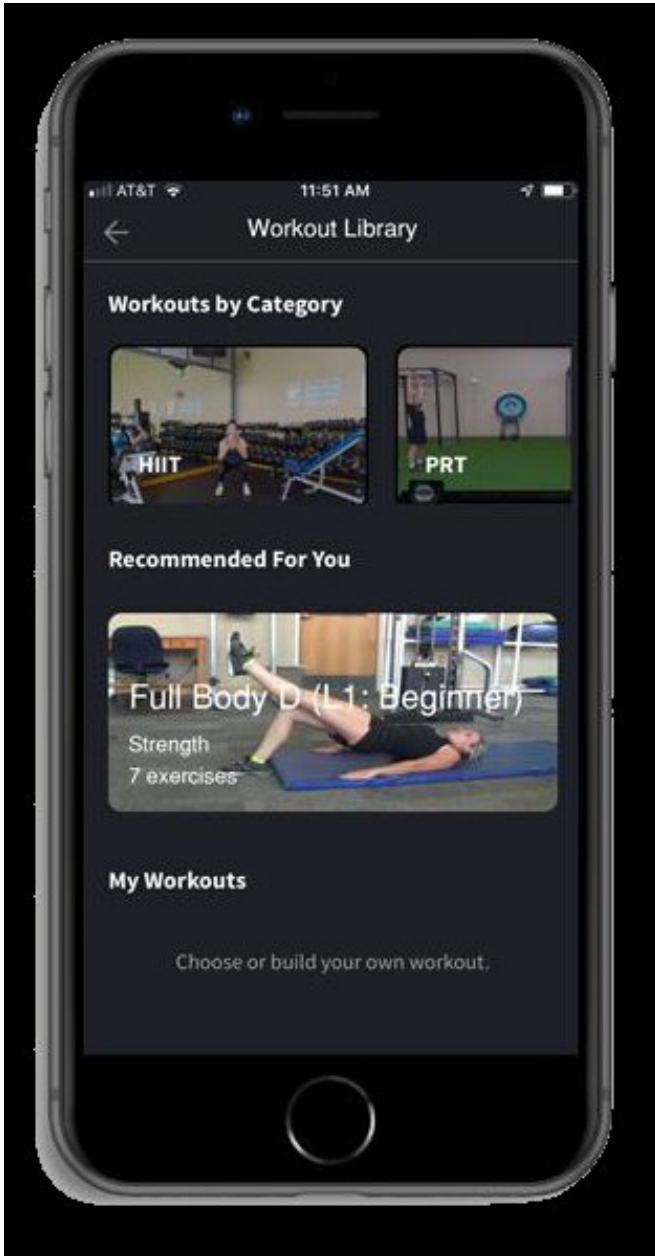 AT&T
11:51 AM
Workout Library
Workouts by Category
HIIT
PRT
Recommended For You
Full Body D (L1: Beginner)
Strength
7 exercises
My Workouts
Choose or build your own workout.